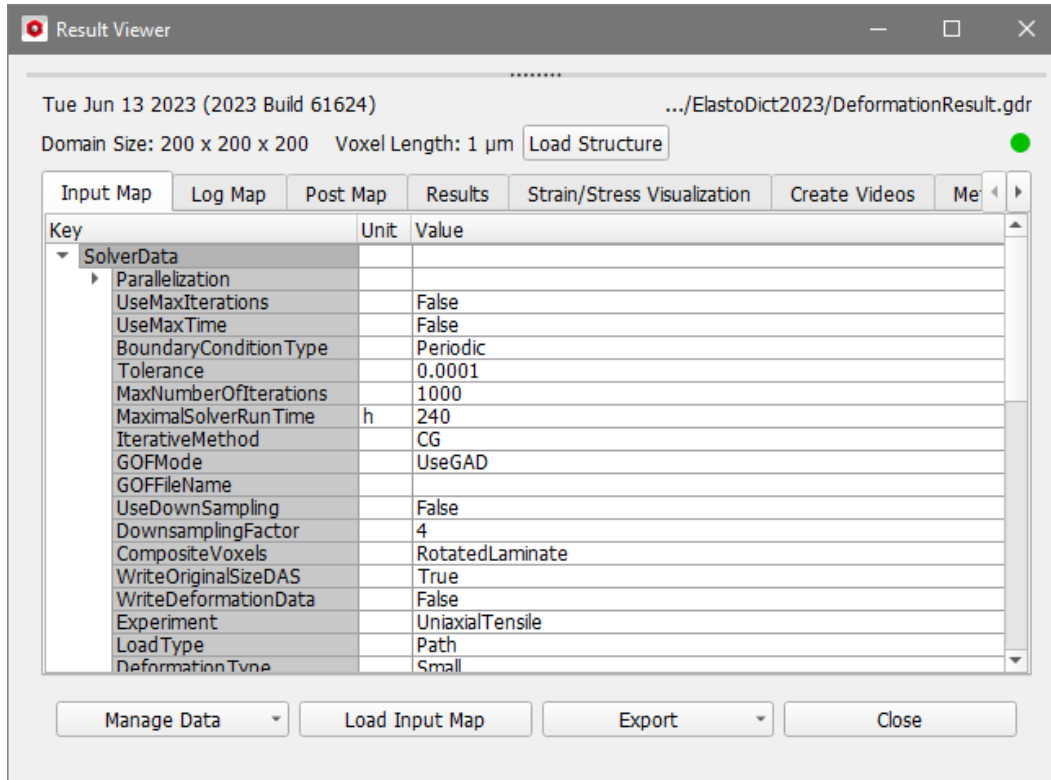 Result Viewer
Tue Jun 13 2023 (2023 Build 61624) .../ElastoDict2023/DeformationResult.gdr
Domain Size: 200 x 200 x 200 Voxel Length: 1 µm Load Structure
Input Map Log Map Post Map Results Strain/Stress Visualization Create Videos Me
Key Unit Value
SolverData
Parallelization
UseMaxIterations False
UseMaxTime False
BoundaryConditionType Periodic
Tolerance 0.0001
MaxNumberOfIterations 1000
MaximalSolverRunTime h 240
IterativeMethod CG
GOFMode UseGAD
GOFFileName
UseDownSampling False
DownsamplingFactor 4
CompositeVoxels RotatedLaminate
WriteOriginalSizeDAS True
WriteDeformationData False
Experiment UniaxialTensile
LoadType Path
DeformationType Small
Manage Data Load Input Map Export Close